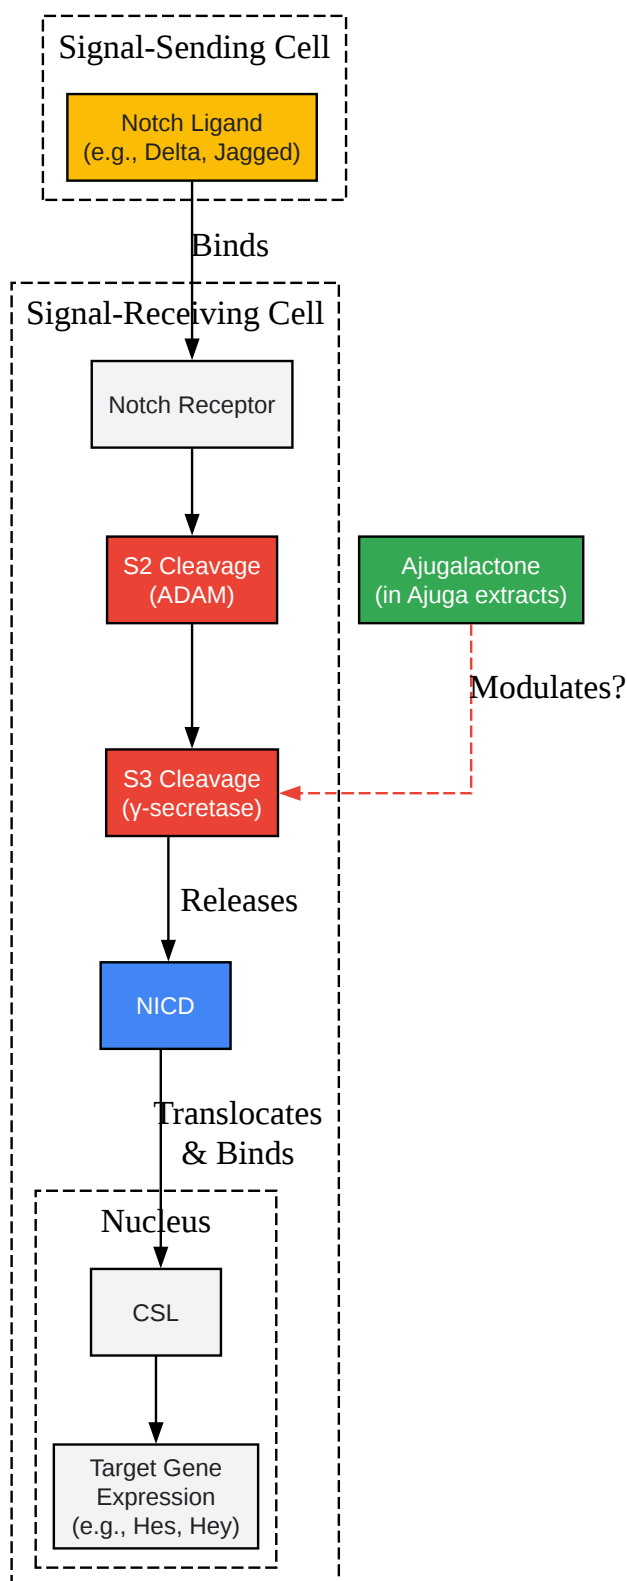 Signal-Sending Cell
Notch Ligand
(e.g., Delta, Jagged)
Binds
Signal-Receiving Cell
Notch Receptor
S2 Cleavage
(ADAM)
Ajugalactone
(in Ajuga extracts)
Modulates?
S3 Cleavage
(γ-secretase)
Releases
NICD
Translocates
& Binds
Nucleus
CSL
Target Gene
Expression
(e.g., Hes, Hey)